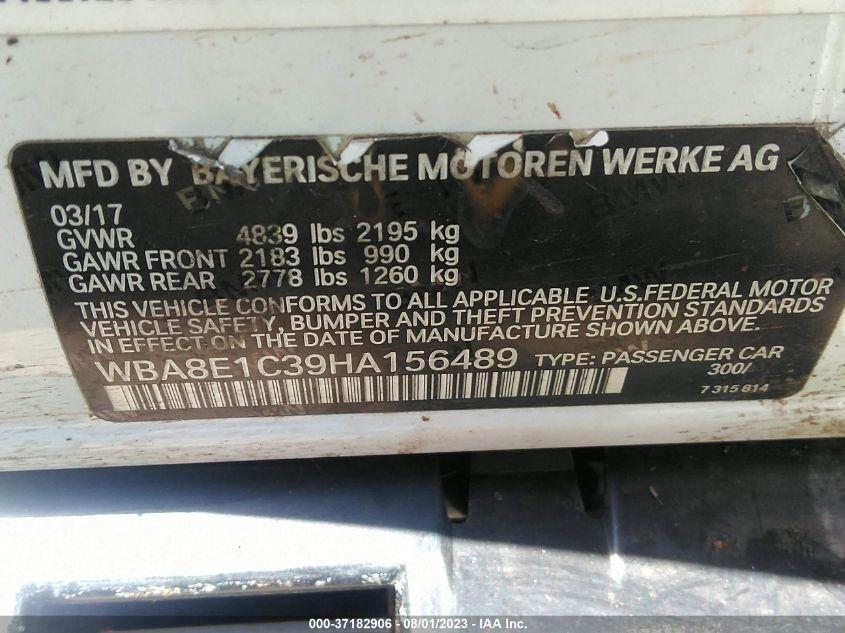 MFD BY BAYERISCHE MOTOREN WERKE AG
03/17
GVWR 4839 lbs 2195 kg
GAWR FRONT 2183 lbs 990 kg
GAWR REAR 2778 lbs 1260 kg
THIS VEHICLE CONFORMS TO ALL APPLICABLE U.S.FEDERAL MOTOR
VEHICLE SAFETY, BUMPER AND THEFT PREVENTION STANDARDS
IN EFFECT ON THE DATE OF MANUFACTURE SHOWN ABOVE.
WBA8E1C39HA156489 TYPE: PASSENGER CAR
300/
7 315 814
000-37182906 - 08/01/2023 - IAA Inc.